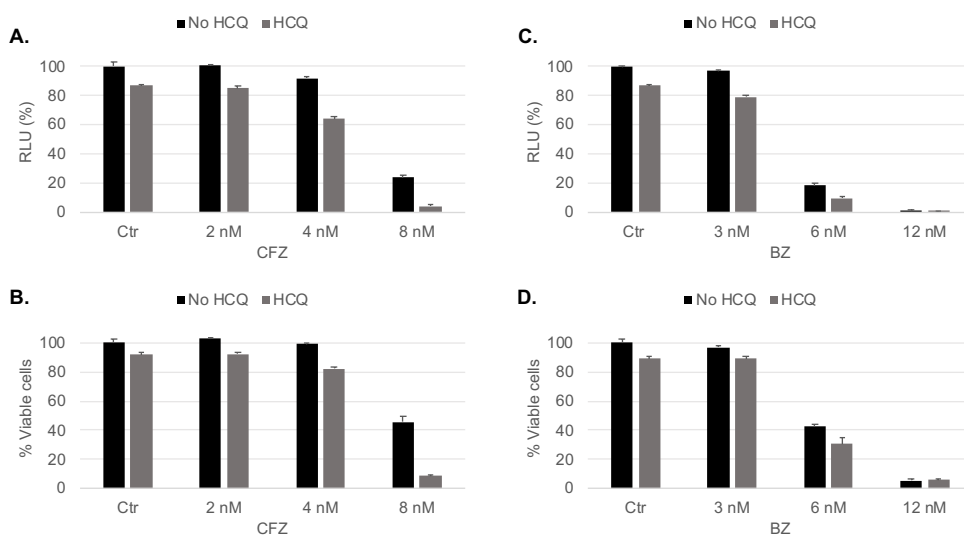 A.
■ No HCQ ■ HCQ
RLU (%)
100
80
60
40
20
0
Ctr 2 nM 4 nM 8 nM
CFZ
C.
■ No HCQ ■ HCQ
RLU (%)
100
80
60
40
20
0
Ctr 3 nM 6 nM 12 nM
BZ
B.
■ No HCQ ■ HCQ
% Viable cells
100
80
60
40
20
0
Ctr 2 nM 4 nM 8 nM
CFZ
D.
■ No HCQ ■ HCQ
% Viable cells
100
80
60
40
20
0
Ctr 3 nM 6 nM 12 nM
BZ